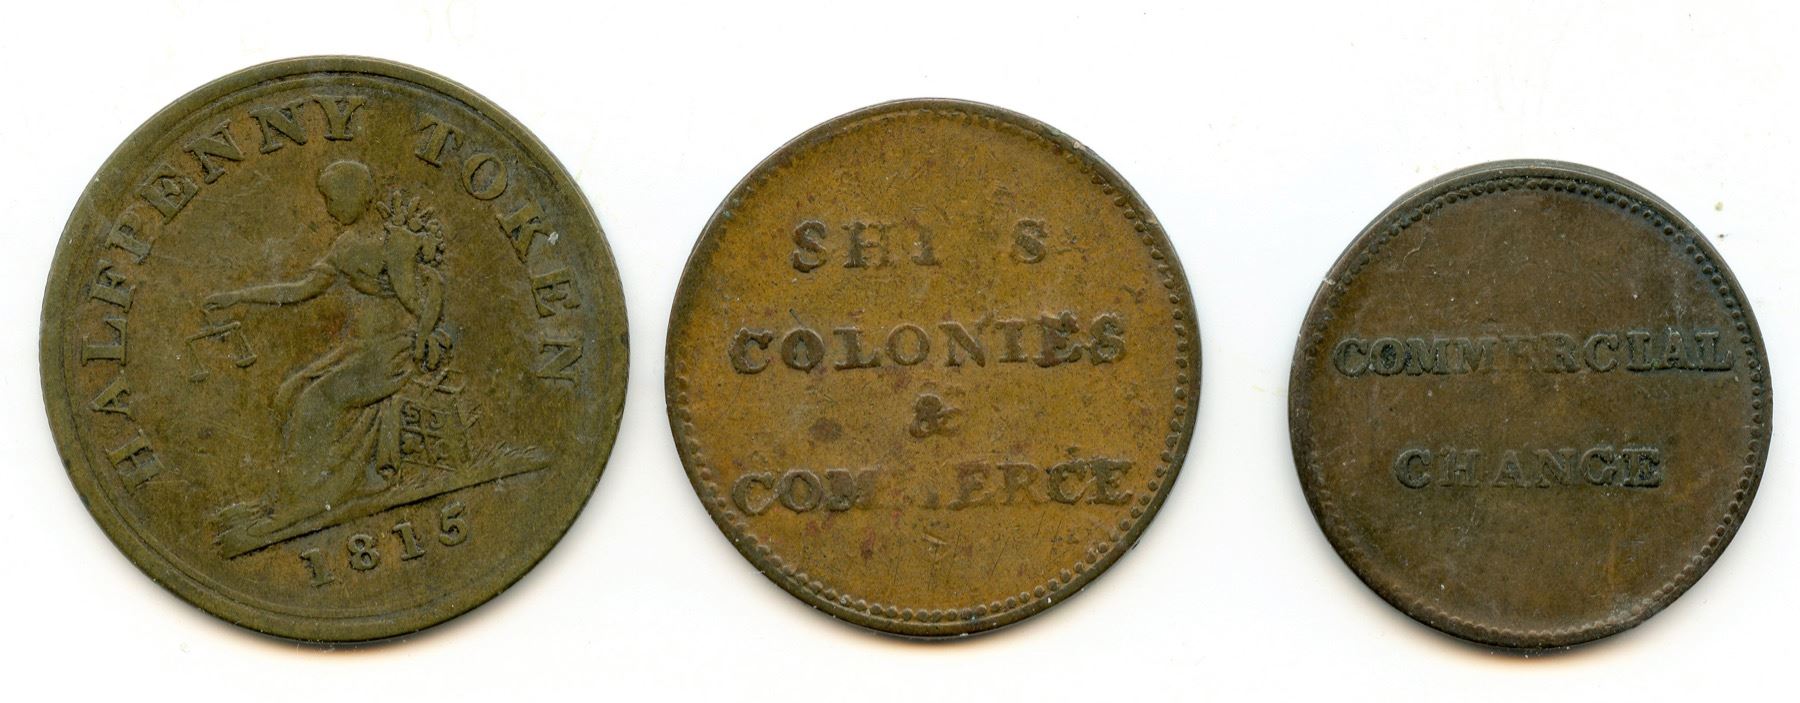 HALFPENNY TOKEN
1815
SHI S
COLONIES
&
COM ERCE
COMMERCIAL
CHANGE